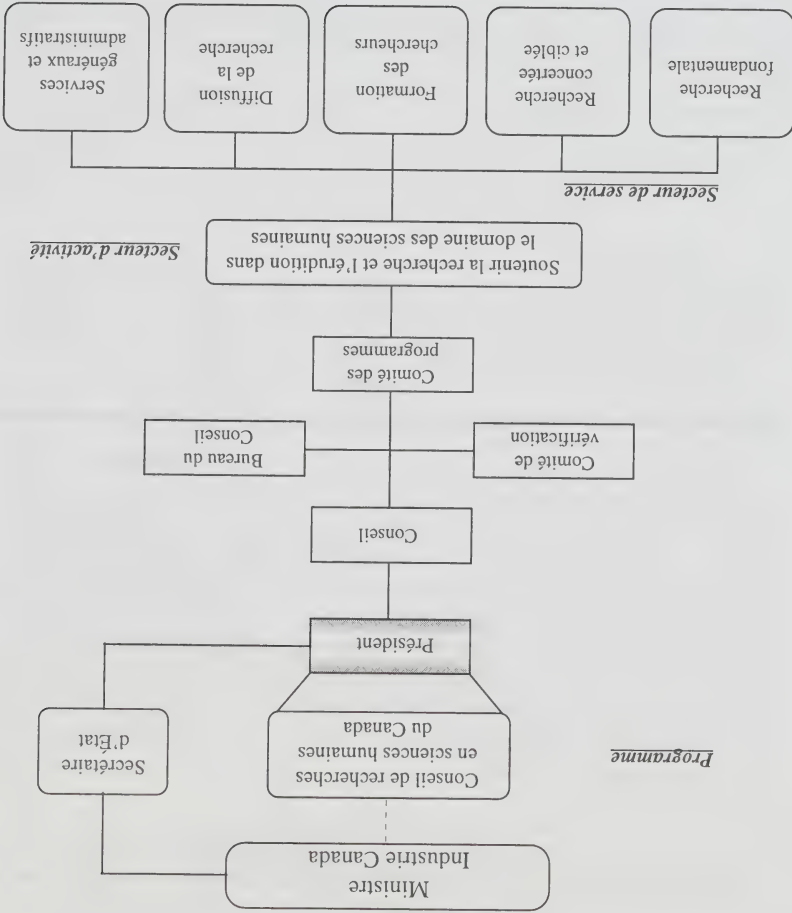 Ministre
Industrie Canada
Programme
Conseil de recherches
en sciences humaines
du Canada
Secrétaire
d'État
Président
Conseil
Comité de
vérification
Bureau du
Conseil
Comité des
programmes
Soutenir la recherche et l'érudition dans
le domaine des sciences humaines
Secteur d'activité
Secteur de service
Recherche
fondamentale
Recherche
concertée
et ciblée
Formation
des
chercheurs
Diffusion
de la
recherche
Services
généraux et
administratifs